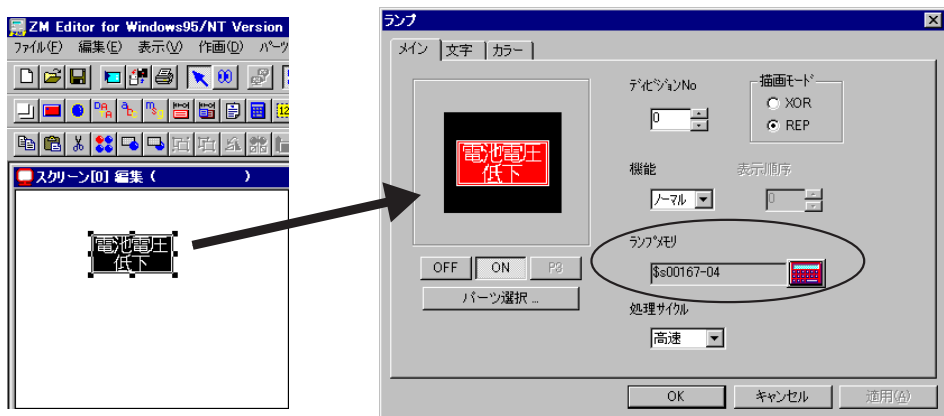 ZM Editor for Windows95/NT Version
ファイル(F) 編集(E) 表示(V) 作画(D) パーツ
スクリーン[0] 編集 ( )
電池電圧
低下
ランプ
メイン 文字 カラー
電池電圧
低下
OFF ON P3
パーツ選択 ...
ディビジョンNo
0
描画モード
XOR
REP
機能
ノーマル
表示順序
0
ランプメモリ
$s00167-04
処理サイクル
高速
OK キャンセル 適用(A)